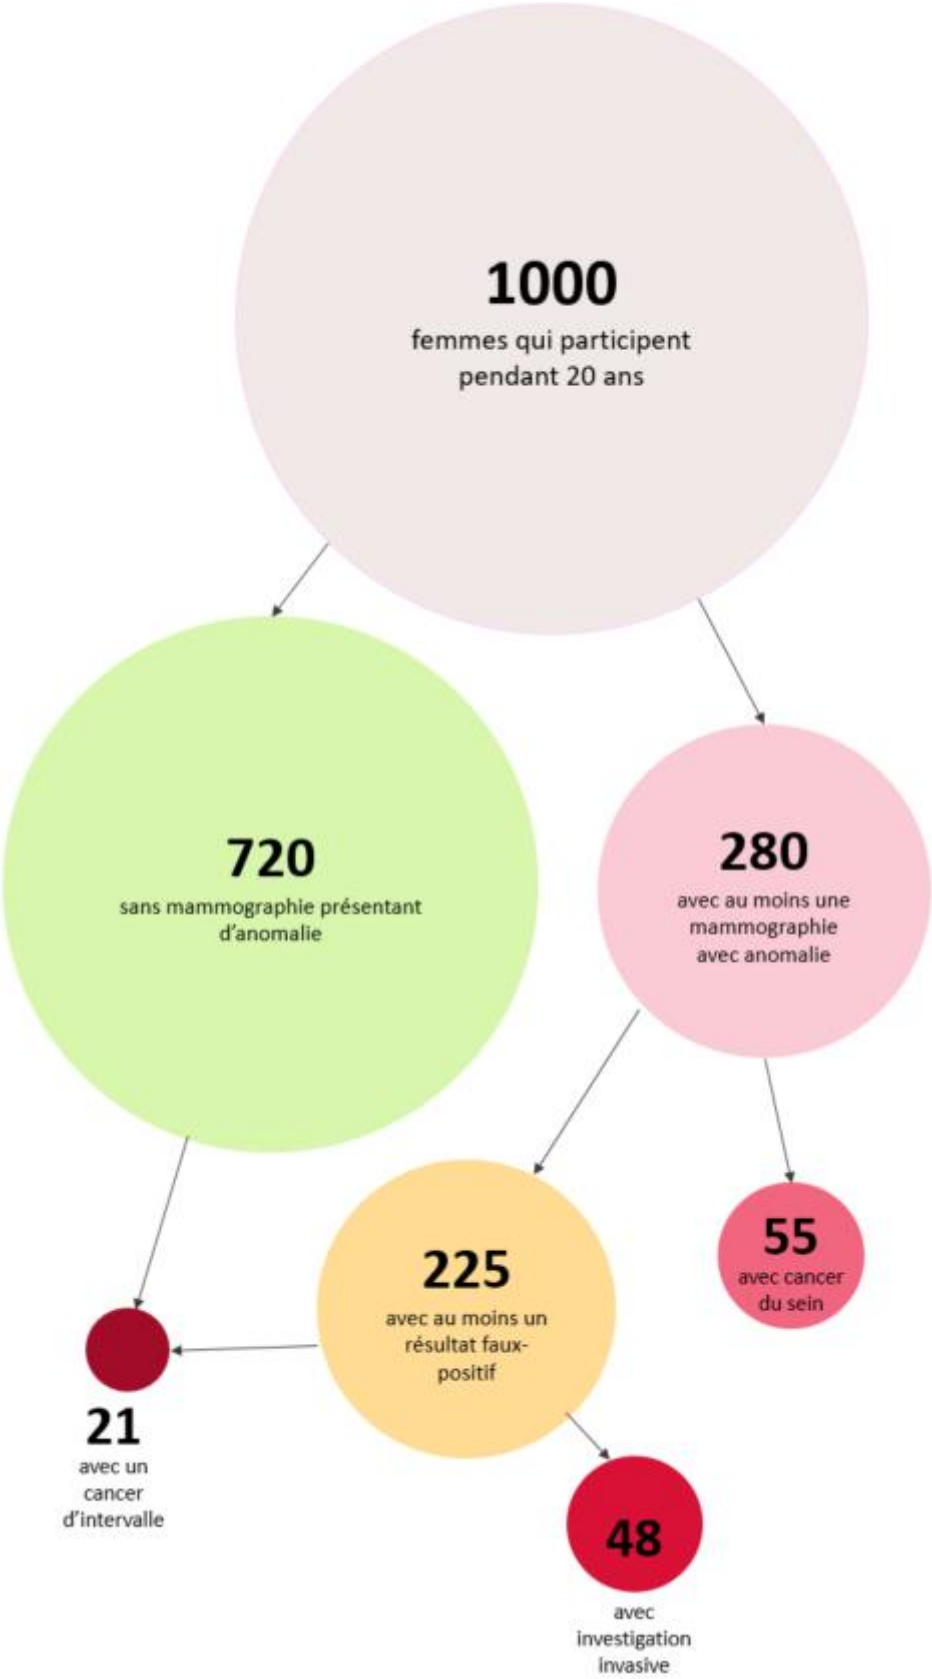 1000
femmes qui participent
pendant 20 ans
720
sans mammographie présentant
d’anomalie
280
avec au moins une
mammographie
avec anomalie
225
avec au moins un
résultat faux-
positif
55
avec cancer
du sein
21
avec un
cancer
d’intervalle
48
avec
investigation
invasive